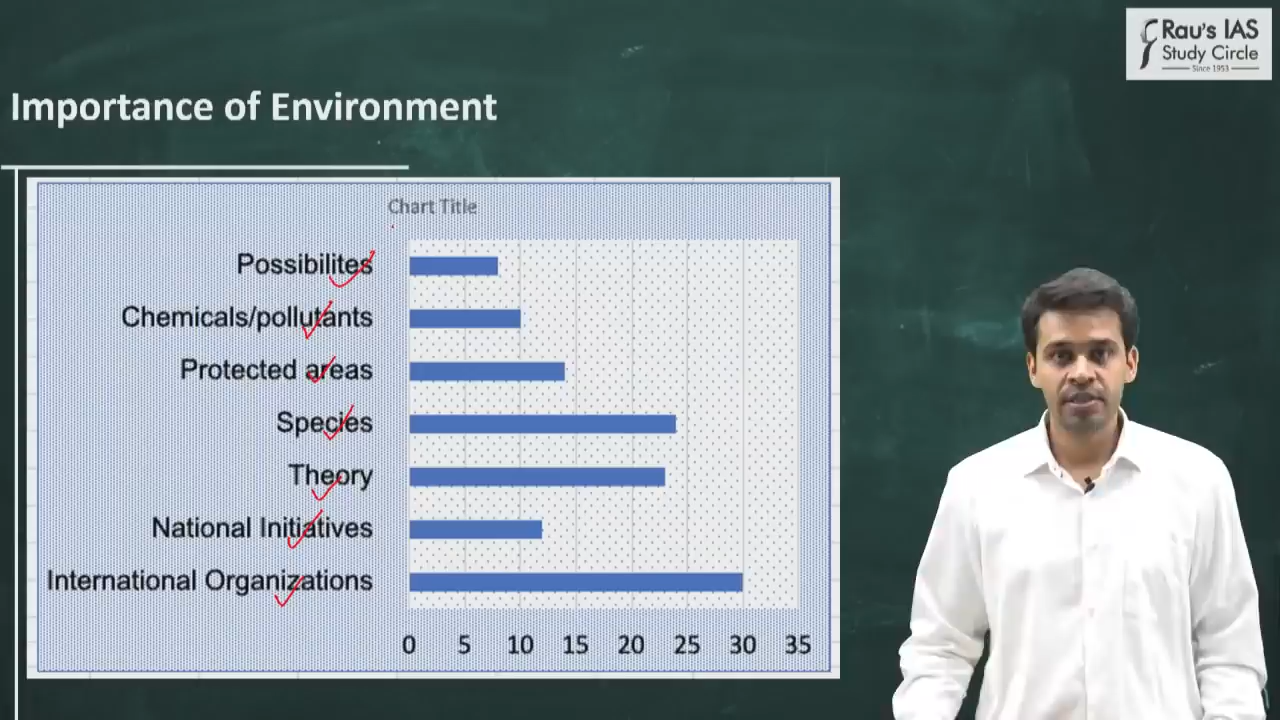 Rau's IAS
Study Circle
Since 1953
Importance of Environment
Chart Title
Possibilites
Chemicals/pollutants
Protected areas
Species
Theory
National Initiatives
International Organizations
0 5 10 15 20 25 30 35